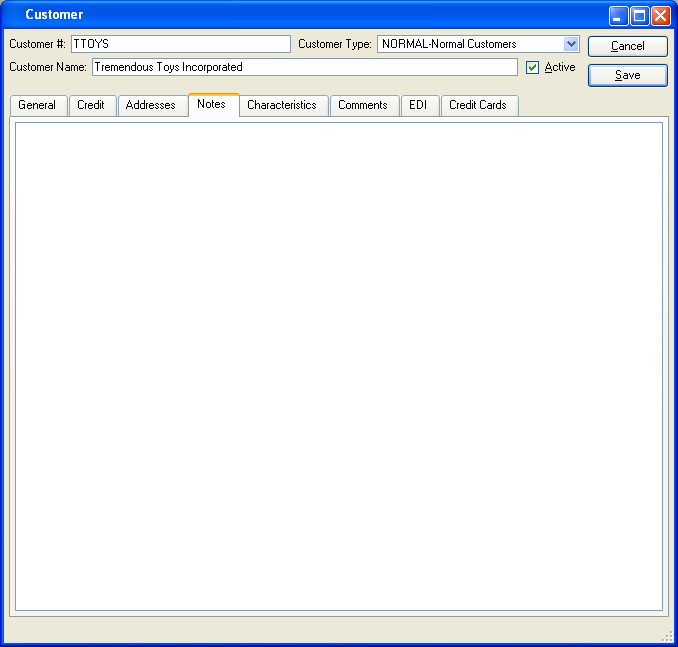 Customer
Customer #: TTOYS Customer Type: NORMAL-Normal Customers Cancel
Customer Name: Tremendous Toys Incorporated Active
Save
General Credit Addresses Notes Characteristics Comments EDI Credit Cards